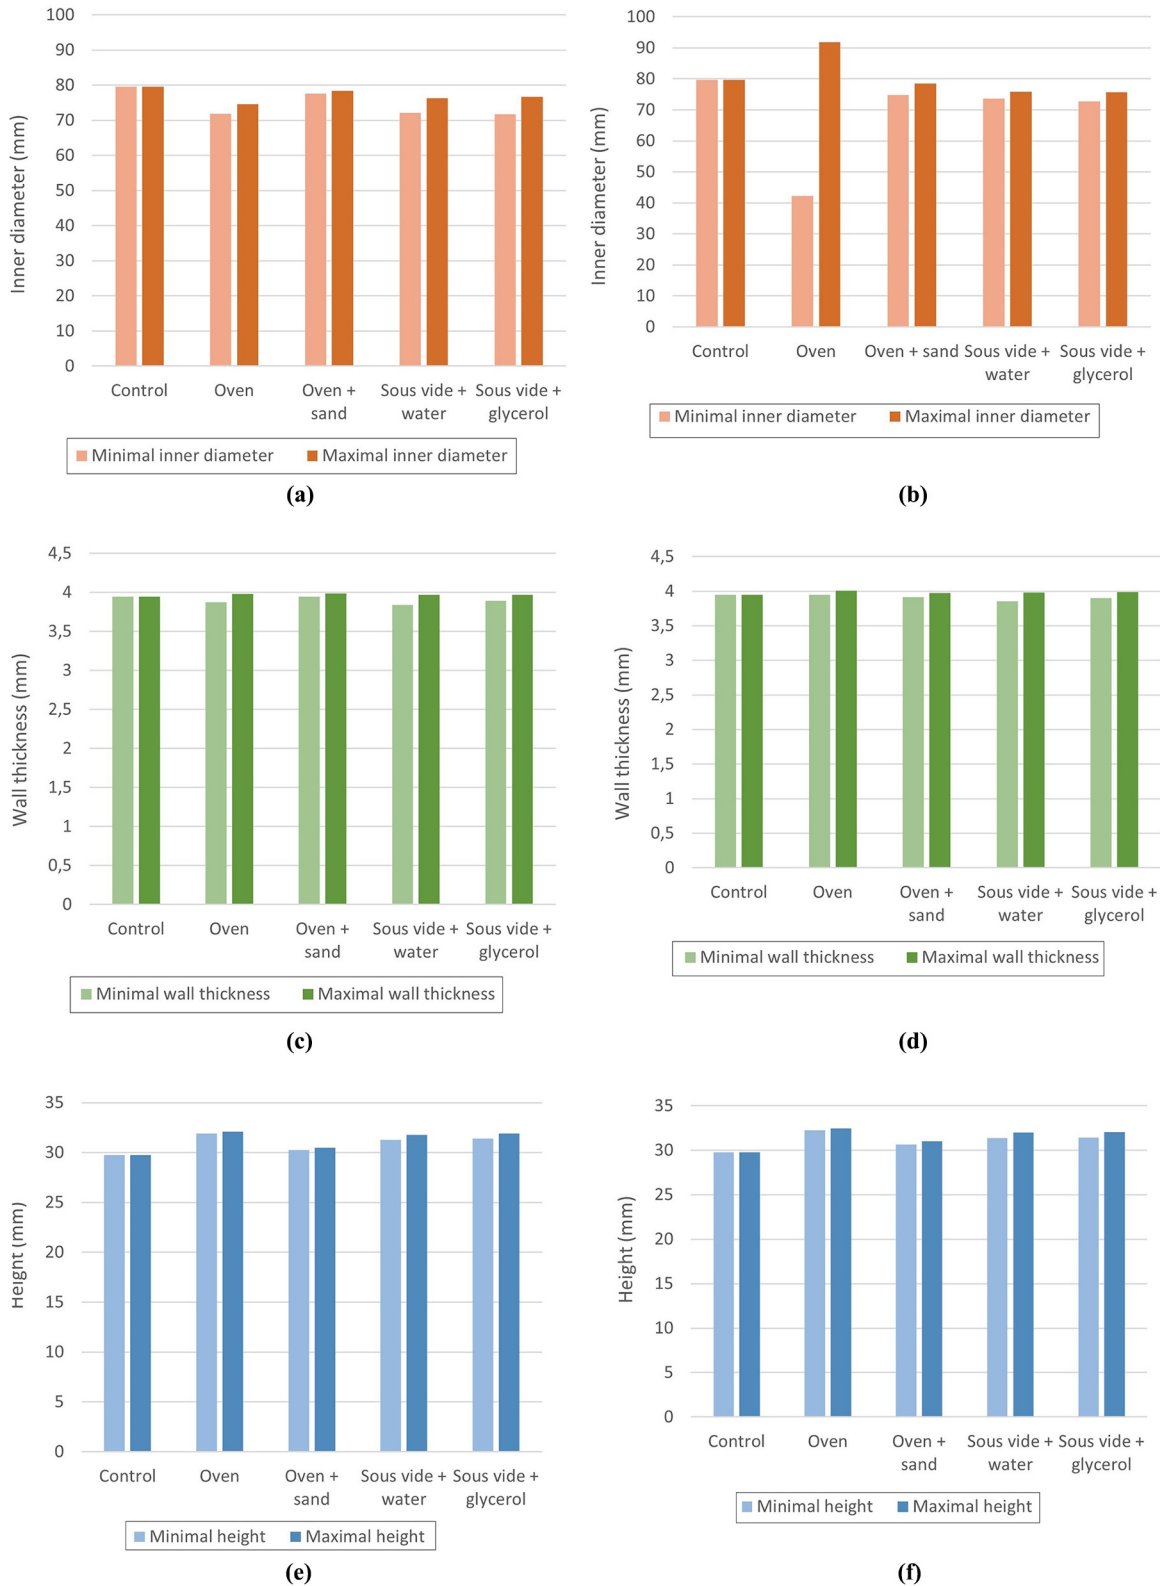 100
90
80
70
60
50
40
30
20
10
0
Inner diameter (mm)
Control
Oven
Oven +
sand
Sous vide +
water
Sous vide +
glycerol
Minimal inner diameter
Maximal inner diameter
(a)
100
90
80
70
60
50
40
30
20
10
0
Inner diameter (mm)
Control
Oven
Oven + sand
Sous vide +
water
Sous vide +
glycerol
Minimal inner diameter
Maximal inner diameter
(b)
4,5
4
3,5
3
2,5
2
1,5
1
0,5
0
Wall thickness (mm)
Control
Oven
Oven +
sand
Sous vide +
water
Sous vide +
glycerol
Minimal wall thickness
Maximal wall thickness
(c)
4,5
4
3,5
3
2,5
2
1,5
1
0,5
0
Wall thickness (mm)
Control
Oven
Oven +
sand
Sous vide +
water
Sous vide +
glycerol
Minimal wall thickness
Maximal wall thickness
(d)
35
30
25
20
15
10
5
0
Height (mm)
Control
Oven
Oven +
sand
Sous vide +
water
Sous vide +
glycerol
Minimal height
Maximal height
(e)
35
30
25
20
15
10
5
0
Height (mm)
Control
Oven
Oven +
sand
Sous vide +
water
Sous vide +
glycerol
Minimal height
Maximal height
(f)